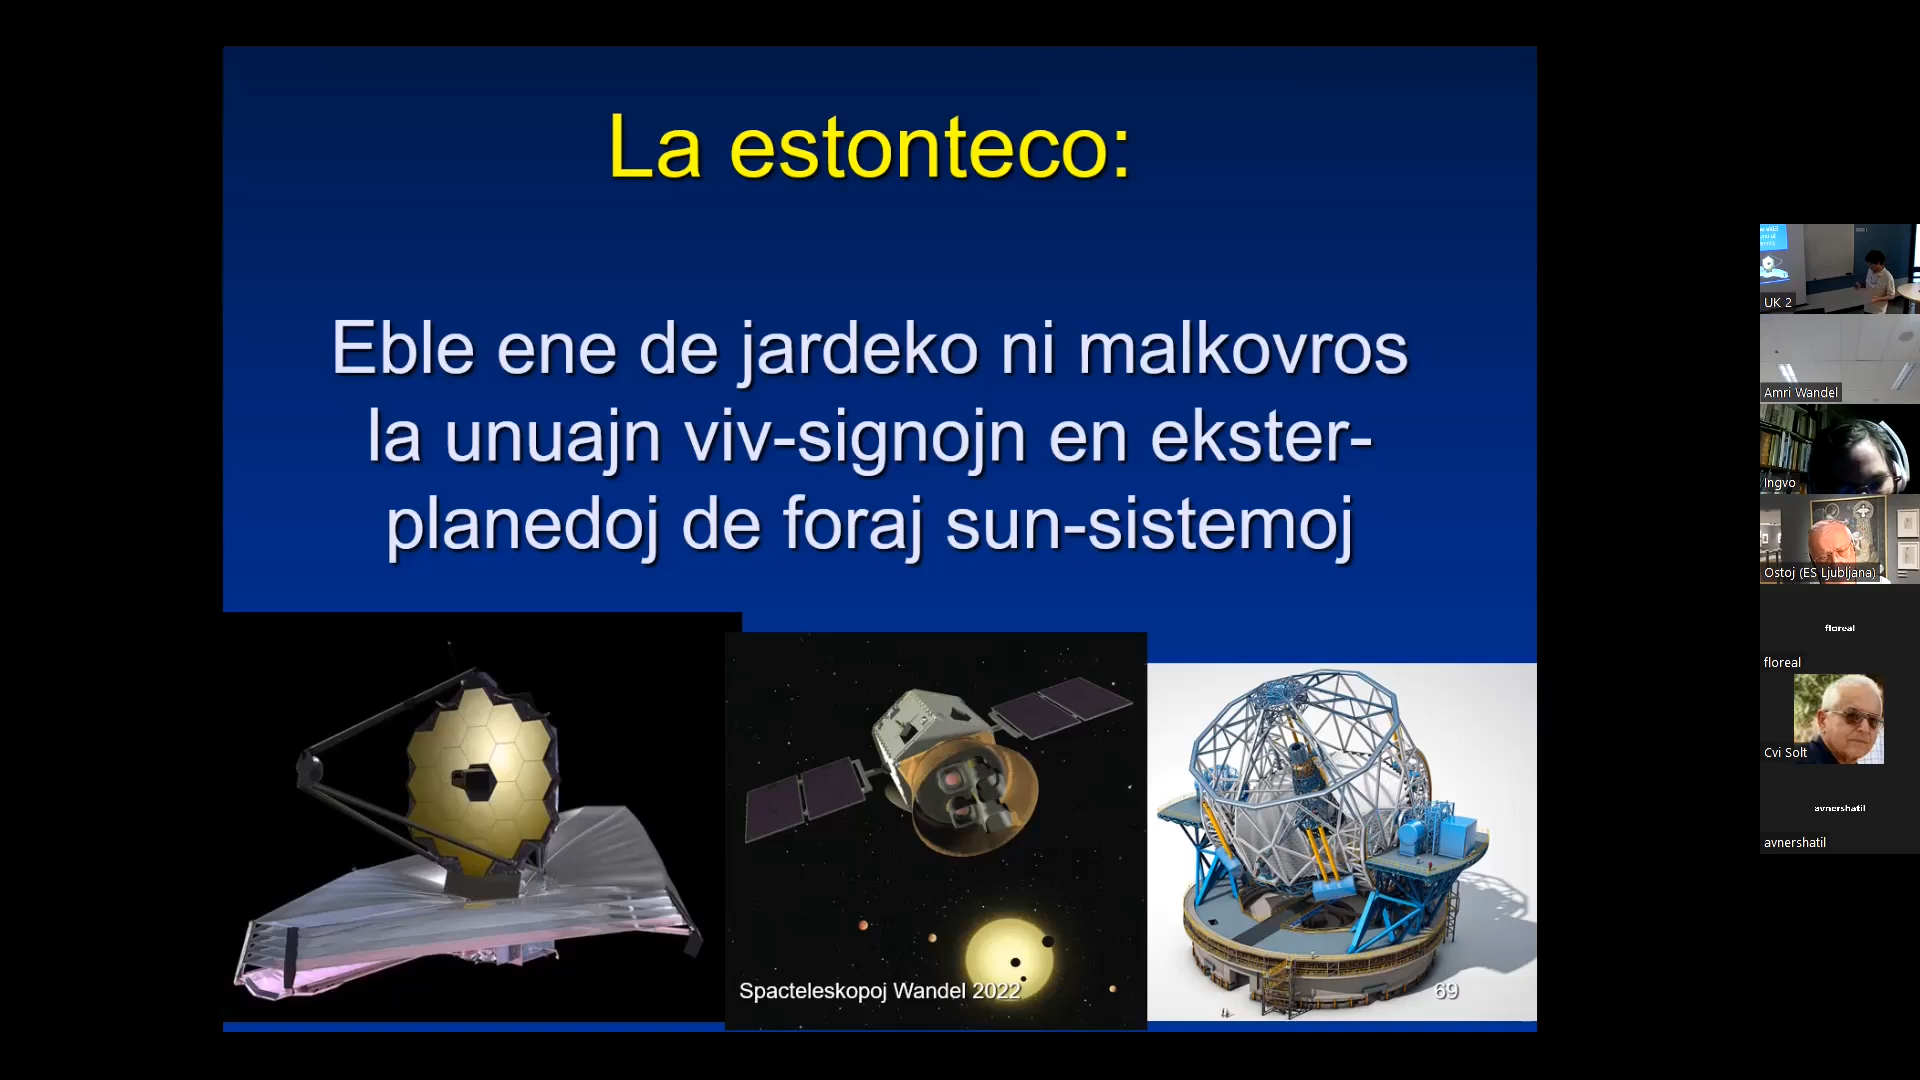 La estonteco:
Eble ene de jardeko ni malkovros
la unuajn viv-signojn en ekster-
planedoj de foraj sun-sistemoj
Spacteleskopoj Wandel 2022
69
UK 2
Amri Wandel
Ingvo
Ostoj (ES Ljubljana)
floreal
floreal
Cvi Solt
avnershatil
avnershatil